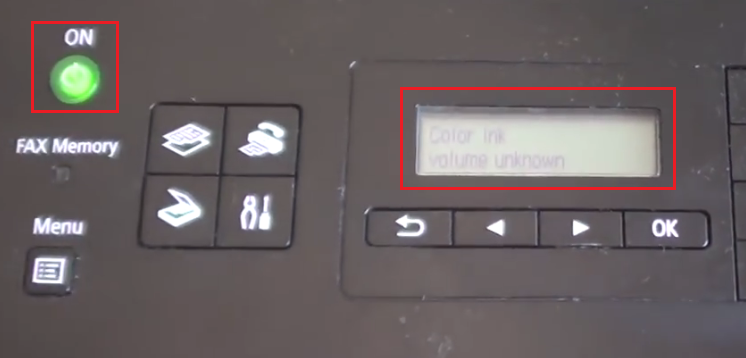 ON
FAX Memory
Menu
Color ink
volume unknown
OK